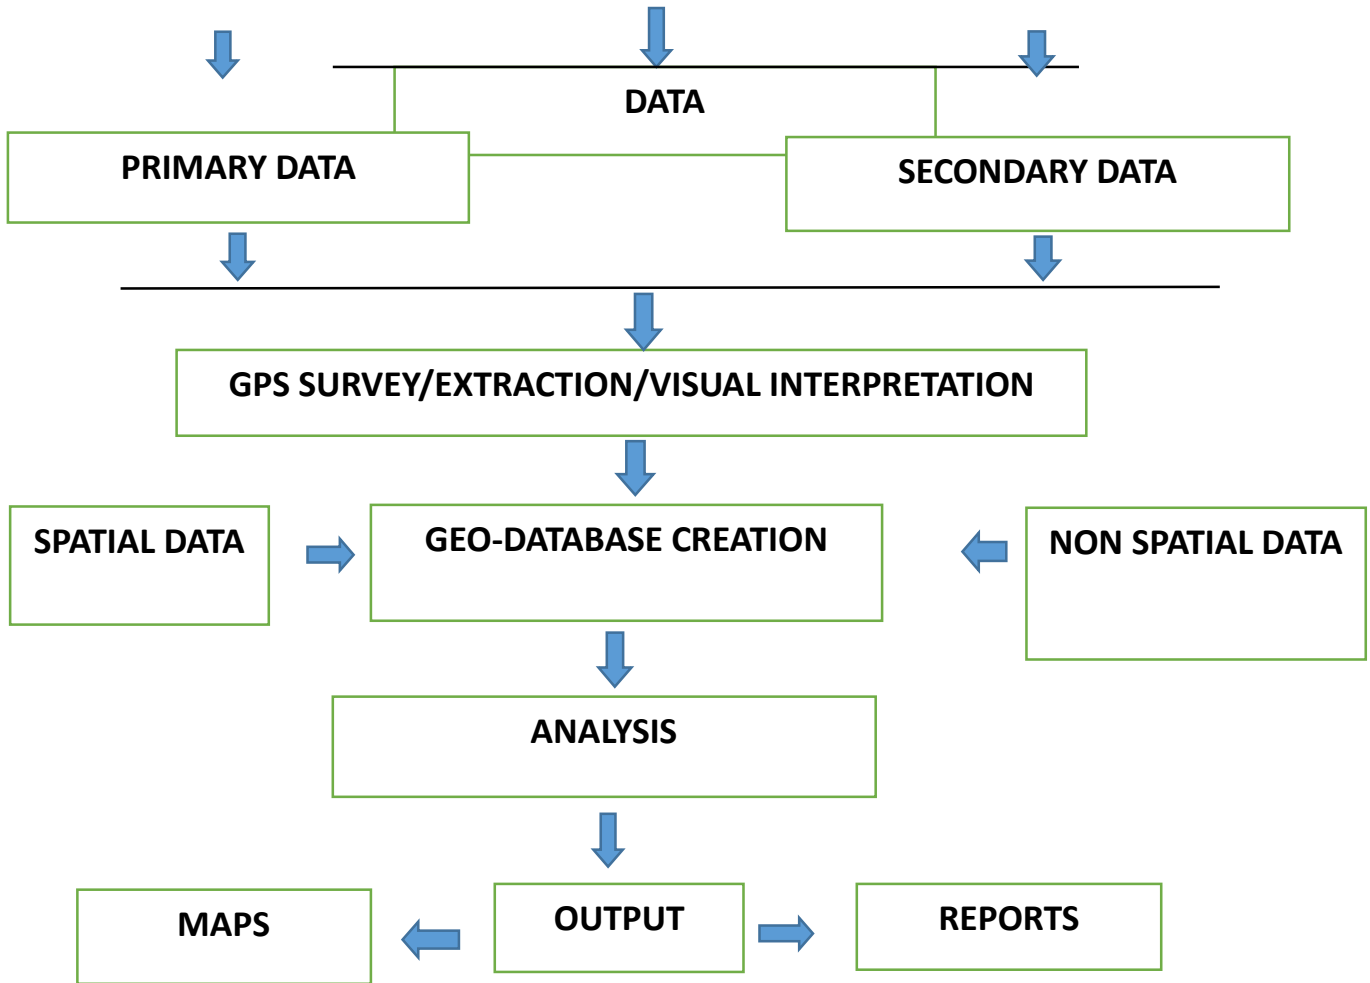 DATA
PRIMARY DATA
SECONDARY DATA
GPS SURVEY/EXTRACTION/VISUAL INTERPRETATION
SPATIAL DATA
GEO-DATABASE CREATION
NON SPATIAL DATA
ANALYSIS
MAPS
OUTPUT
REPORTS